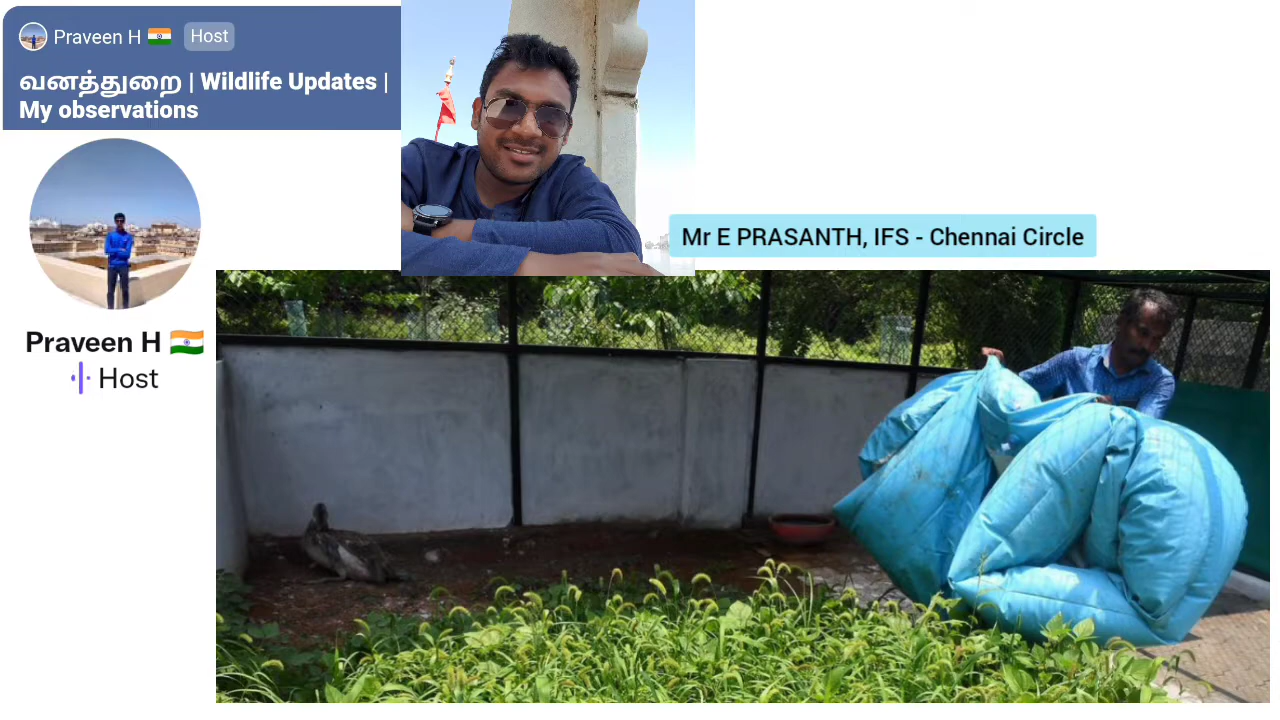 Praveen H Host
வனத்துறை | Wildlife Updates |
My observations
Mr E PRASANTH, IFS - Chennai Circle
Praveen H
Host